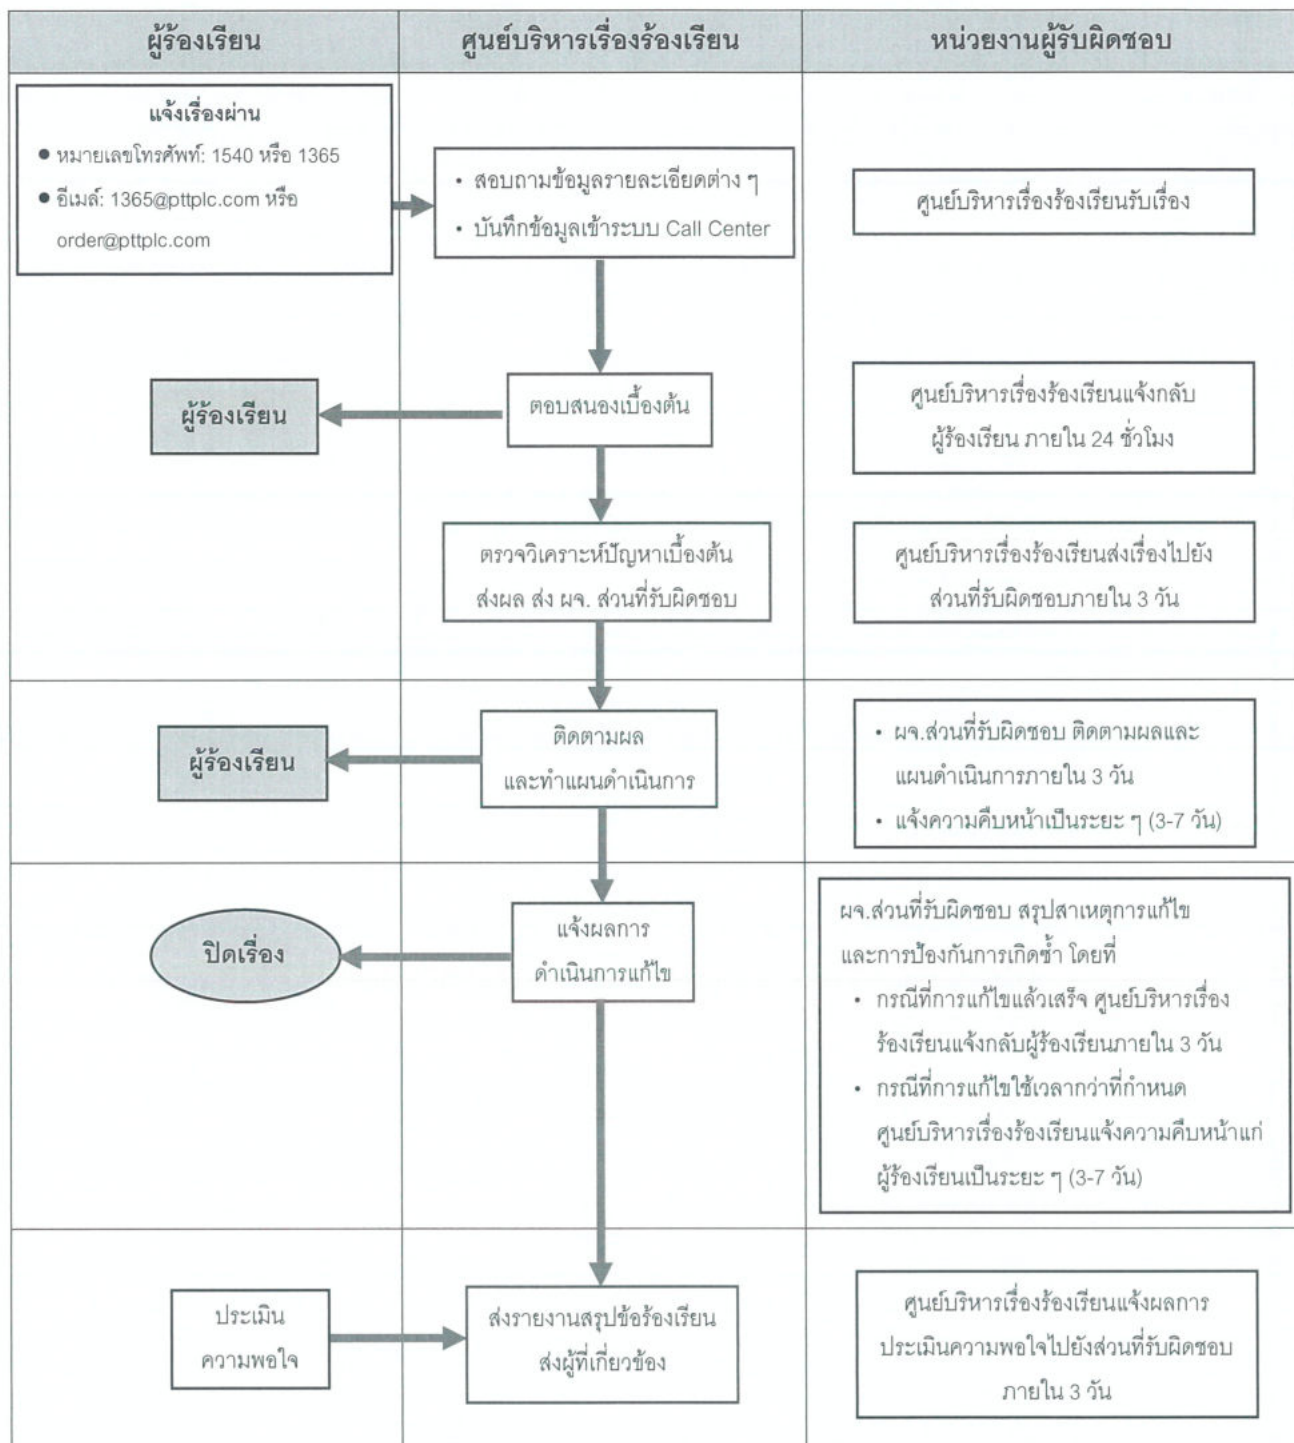 ผู้ร้องเรียน
ศูนย์บริหารเรื่องร้องเรียน
หน่วยงานผู้รับผิดชอบ
แจ้งเรื่องผ่าน
● หมายเลขโทรศัพท์: 1540 หรือ 1365
● อีเมล์: 1365@pttplc.com หรือ
order@pttplc.com
• สอบถามข้อมูลรายละเอียดต่าง ๆ
• บันทึกข้อมูลเข้าระบบ Call Center
ศูนย์บริหารเรื่องร้องเรียนรับเรื่อง
ผู้ร้องเรียน
ตอบสนองเบื้องต้น
ศูนย์บริหารเรื่องร้องเรียนแจ้งกลับ
ผู้ร้องเรียน ภายใน 24 ชั่วโมง
ตรวจวิเคราะห์ปัญหาเบื้องต้น
ส่งผล ส่ง ผจ. ส่วนที่รับผิดชอบ
ศูนย์บริหารเรื่องร้องเรียนส่งเรื่องไปยัง
ส่วนที่รับผิดชอบภายใน 3 วัน
ผู้ร้องเรียน
ติดตามผล
และทำแผนดำเนินการ
• ผจ.ส่วนที่รับผิดชอบ ติดตามผลและ
แผนดำเนินการภายใน 3 วัน
• แจ้งความคืบหน้าเป็นระยะ ๆ (3-7 วัน)
ปิดเรื่อง
แจ้งผลการ
ดำเนินการแก้ไข
ผจ.ส่วนที่รับผิดชอบ สรุปสาเหตุการแก้ไข
และการป้องกันการเกิดซ้ำ โดยที่
• กรณีที่การแก้ไขแล้วเสร็จ ศูนย์บริหารเรื่อง
ร้องเรียนแจ้งกลับผู้ร้องเรียนภายใน 3 วัน
• กรณีที่การแก้ไขใช้เวลากว่าที่กำหนด
ศูนย์บริหารเรื่องร้องเรียนแจ้งความคืบหน้าแก่
ผู้ร้องเรียนเป็นระยะ ๆ (3-7 วัน)
ประเมิน
ความพอใจ
ส่งรายงานสรุปข้อร้องเรียน
ส่งผู้ที่เกี่ยวข้อง
ศูนย์บริหารเรื่องร้องเรียนแจ้งผลการ
ประเมินความพอใจไปยังส่วนที่รับผิดชอบ
ภายใน 3 วัน